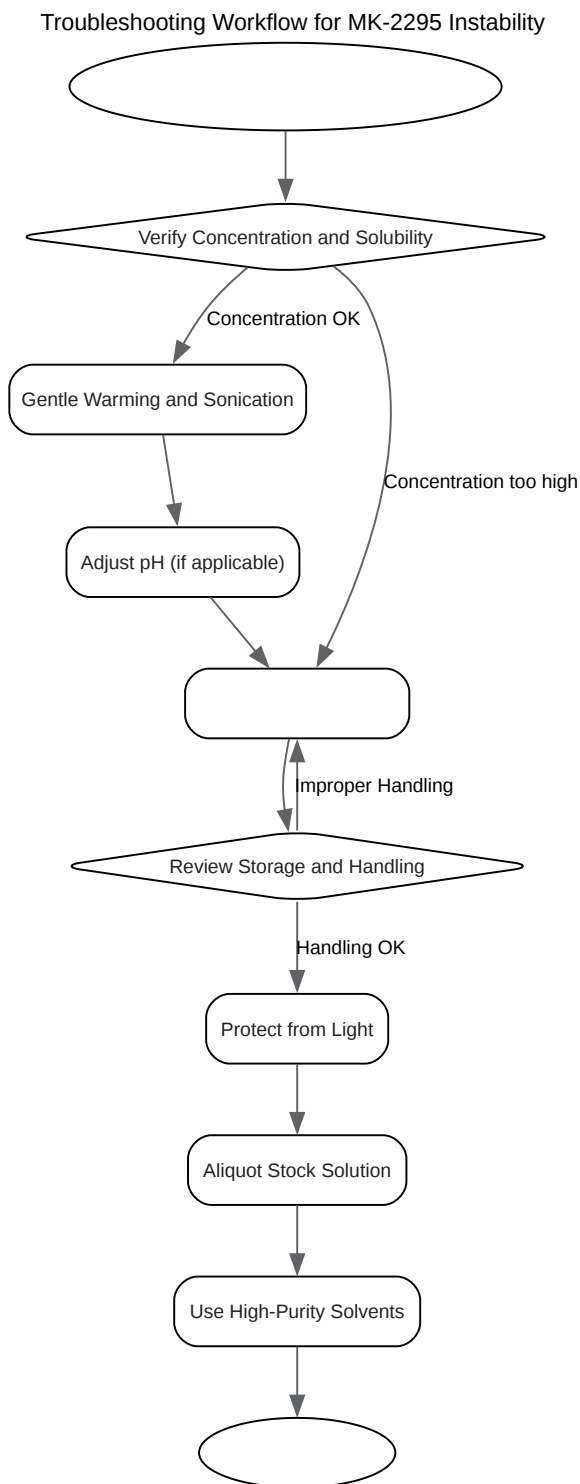 Troubleshooting Workflow for MK-2295 Instability
Verify Concentration and Solubility
Concentration OK
Gentle Warming and Sonication
Concentration too high
Adjust pH (if applicable)
Improper Handling
Review Storage and Handling
Handling OK
Protect from Light
Aliquot Stock Solution
Use High-Purity Solvents